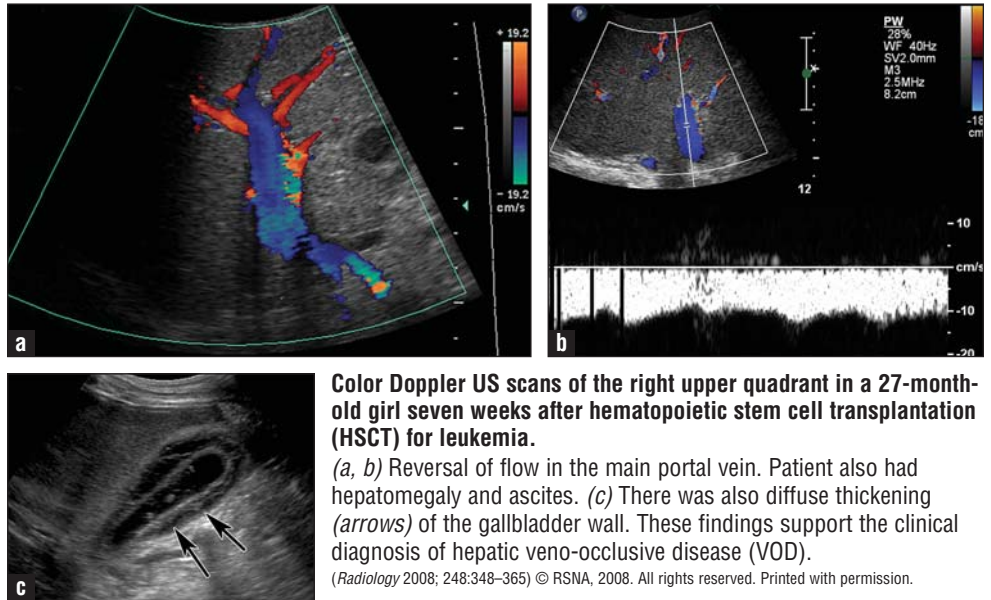 + 19.2
- 19.2
cm/s
a
P
PW
28%
WF 40Hz
SV2.0mm
M3
2.5MHz
8.2cm
-18
cm
12
- 10
cm/s
-10
-20
b
c
Color Doppler US scans of the right upper quadrant in a 27-month-
old girl seven weeks after hematopoietic stem cell transplantation
(HSCT) for leukemia.
(a, b) Reversal of flow in the main portal vein. Patient also had
hepatomegaly and ascites. (c) There was also diffuse thickening
(arrows) of the gallbladder wall. These findings support the clinical
diagnosis of hepatic veno-occlusive disease (VOD).
(Radiology 2008; 248:348–365) © RSNA, 2008. All rights reserved. Printed with permission.